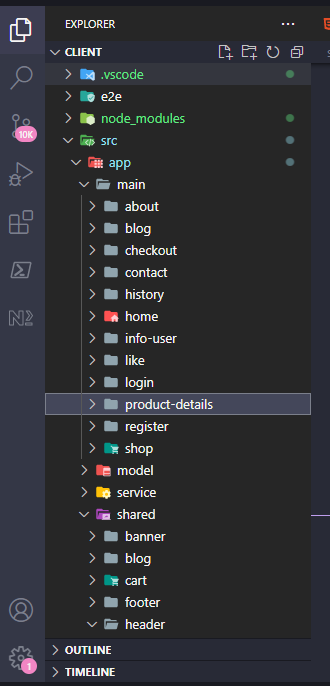 EXPLORER
CLIENT
.vscode
e2e
node_modules
10K
src
app
main
about
blog
checkout
contact
history
home
info-user
like
login
product-details
register
shop
model
service
shared
banner
blog
cart
footer
header
OUTLINE
1
TIMELINE